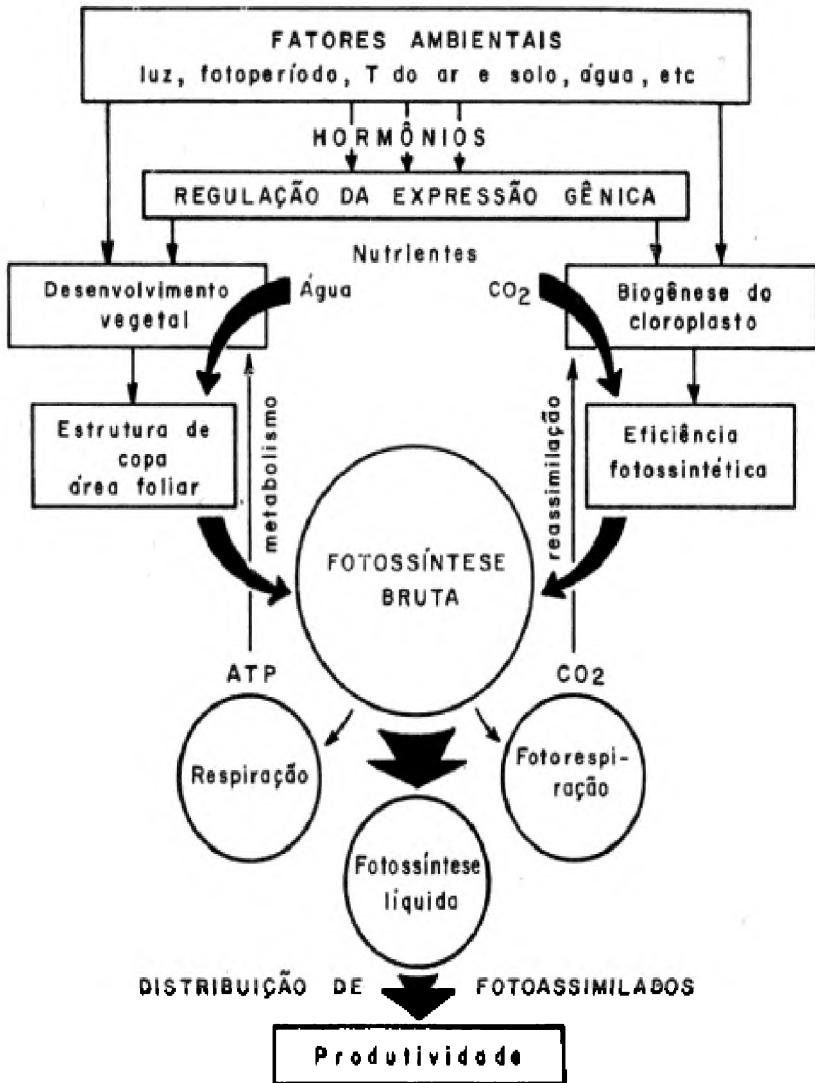 FATORES AMBIENTAIS
luz, fotoperíodo, T do ar e solo, água, etc
HORMÔNIOS
REGULAÇÃO DA EXPRESSÃO GÊNICA
Nutrientes
Desenvolvimento
vegetal
Água
CO2
Biogênese do
cloroplasto
Estrutura de
copa
área foliar
metabolismo
reassimilação
Eficiência
fotossintética
FOTOSSÍNTESE
BRUTA
ATP
CO2
Respiração
Fotorespi-
ração
Fotossíntese
líquida
DISTRIBUIÇÃO DE FOTOASSIMILADOS
Produtividade